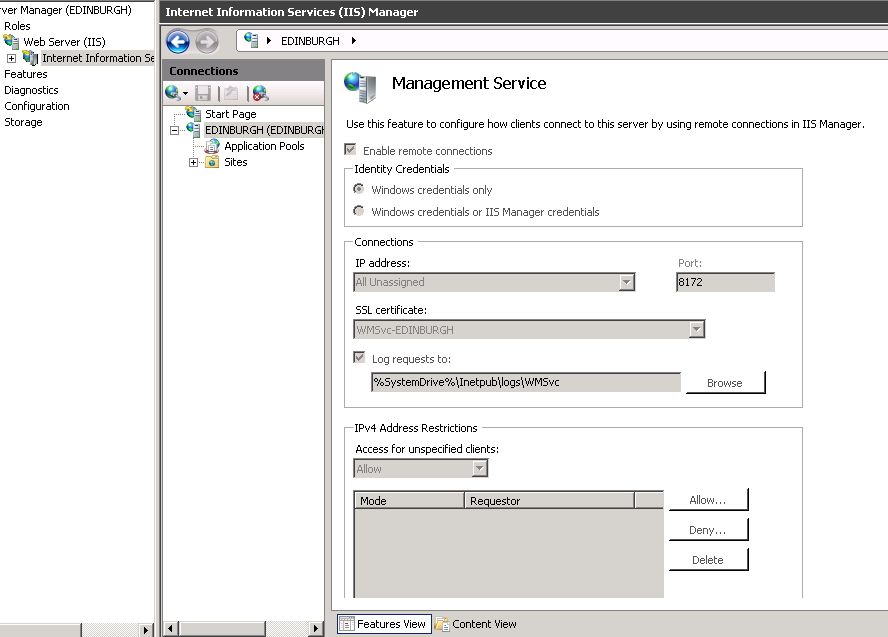 rver Manager (EDINBURGH)
Roles
Web Server (IIS)
Internet Information Se
Features
Diagnostics
Configuration
Storage
Internet Information Services (IIS) Manager
EDINBURGH
Connections
Start Page
EDINBURGH (EDINBURGH
Application Pools
Sites
Management Service
Use this feature to configure how clients connect to this server by using remote connections in IIS Manager.
Enable remote connections
Identity Credentials
Windows credentials only
Windows credentials or IIS Manager credentials
Connections
IP address: Port:
All Unassigned 8172
SSL certificate:
WMSvc-EDINBURGH
Log requests to:
%SystemDrive%\Inetpub\logs\WMSvc Browse
IPv4 Address Restrictions
Access for unspecified clients:
Allow
Mode Requestor
Allow...
Deny...
Delete
Features View Content View